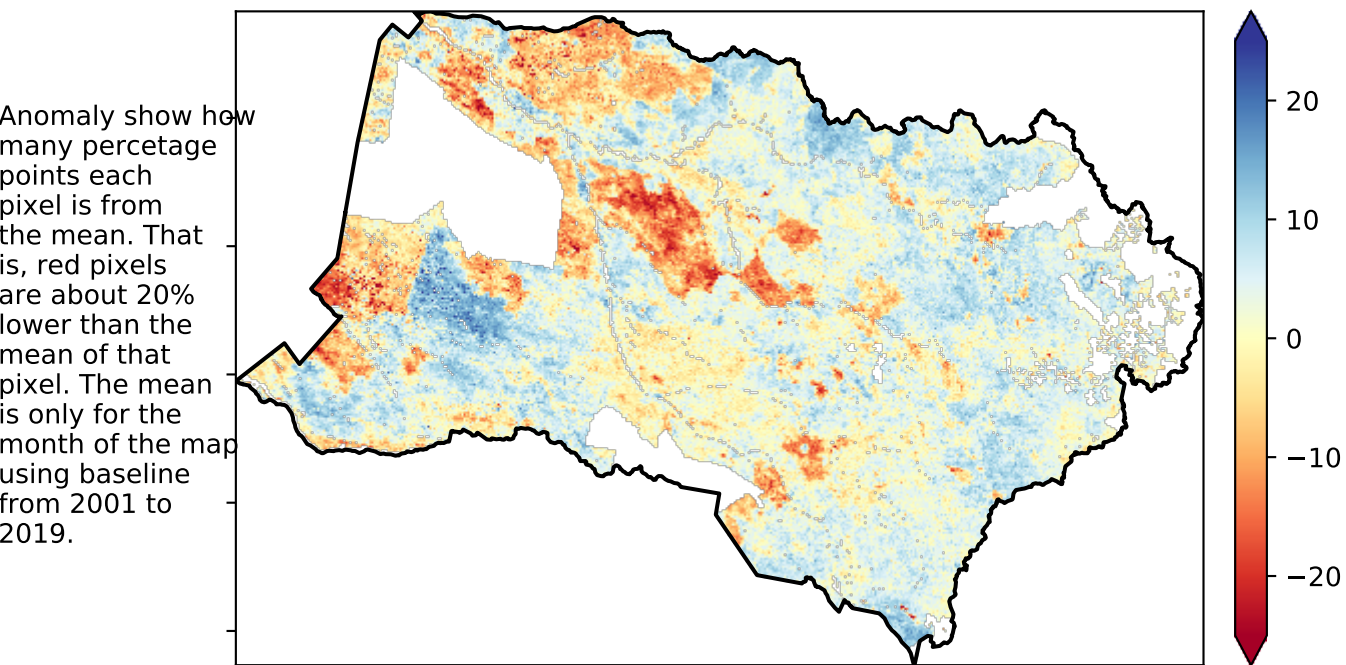 Anomaly show how
many percetage
points each
pixel is from
the mean. That
is, red pixels
are about 20%
lower than the
mean of that
pixel. The mean
is only for the
month of the map
using baseline
from 2001 to
2019.
20
10
0
−10
−20